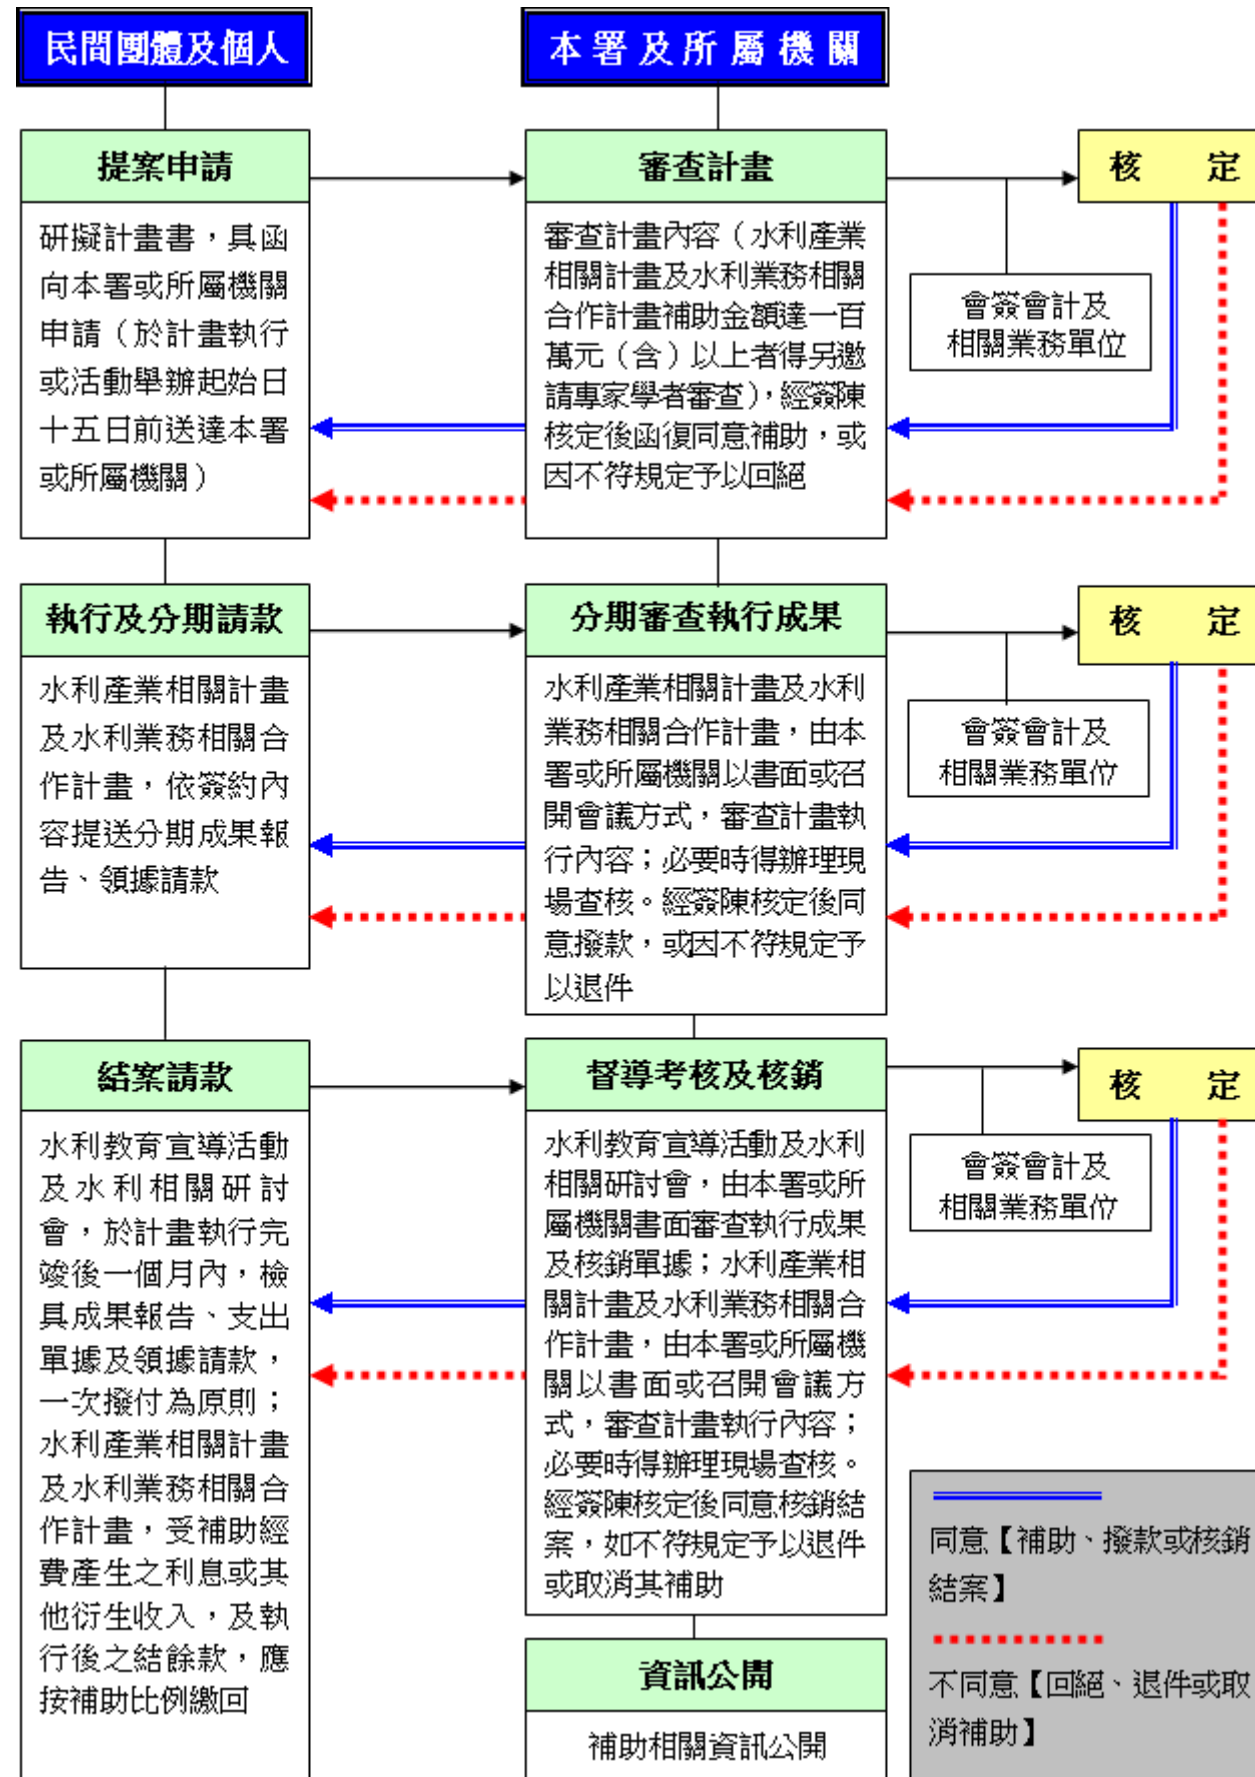 民間團體及個人
本署及所屬機關
提案申請
研擬計畫書，具函
向本署或所屬機關
申請（於計畫執行
或活動舉辦起始日
十五日前送達本署
或所屬機關）
審查計畫
審查計畫內容（水利產業
相關計畫及水利業務相關
合作計畫補助金額達一百
萬元（含）以上者得另邀
請專家學者審查），經簽陳
核定後函復同意補助，或
因不符規定予以回絕
核 定
會簽會計及
相關業務單位
執行及分期請款
水利產業相關計畫
及水利業務相關合
作計畫，依簽約內
容提送分期成果報
告、領據請款
分期審查執行成果
水利產業相關計畫及水利
業務相關合作計畫，由本
署或所屬機關以書面或召
開會議方式，審查計畫執
行內容；必要時得辦理現
場查核。經簽陳核定後同
意撥款，或因不符規定予
以退件
核 定
會簽會計及
相關業務單位
結案請款
水利教育宣導活動
及水利相關研討
會，於計畫執行完
竣後一個月內，檢
具成果報告、支出
單據及領據請款，
一次撥付為原則；
水利產業相關計畫
及水利業務相關合
作計畫，受補助經
費產生之利息或其
他衍生收入，及執
行後之結餘款，應
按補助比例繳回
督導考核及核銷
水利教育宣導活動及水利
相關研討會，由本署或所
屬機關書面審查執行成果
及核銷單據；水利產業相
關計畫及水利業務相關合
作計畫，由本署或所屬機
關以書面或召開會議方
式，審查計畫執行內容；
必要時得辦理現場查核。
經簽陳核定後同意核銷結
案，如不符規定予以退件
或取消其補助
核 定
會簽會計及
相關業務單位
資訊公開
補助相關資訊公開
同意【補助、撥款或核銷
結案】
不同意【回絕、退件或取
消補助】